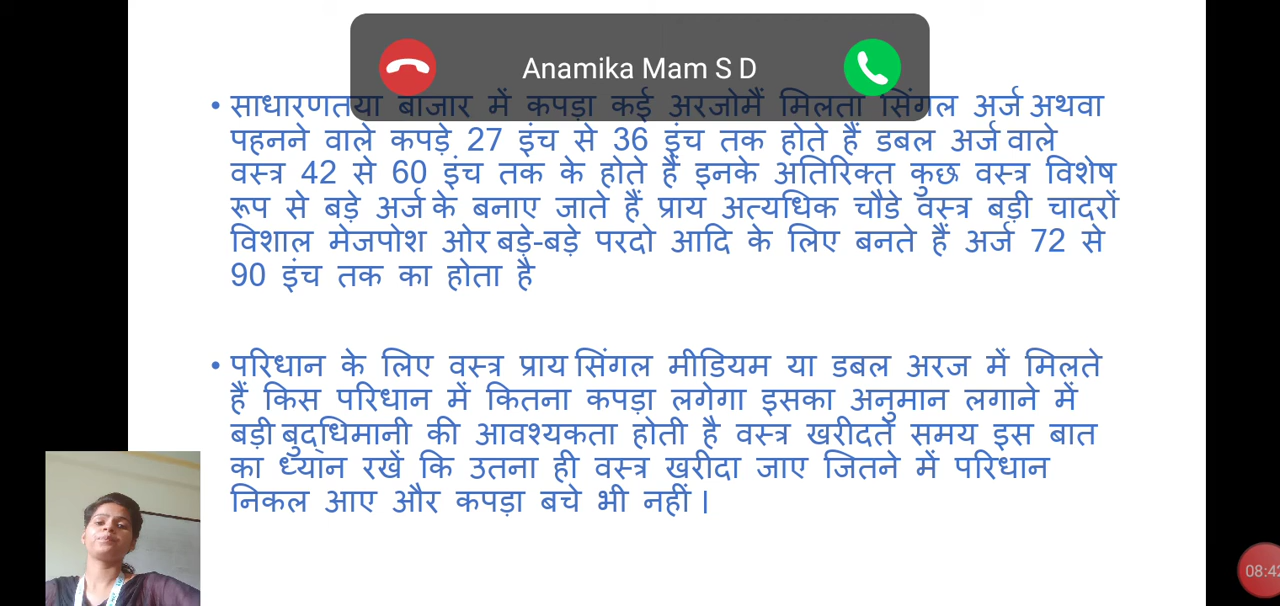 Anamika Mam S D
• साधारणतया बाजार में कपड़ा कई अरजोमैं मिलता सिंगल अर्ज अथवा
पहनने वाले कपड़े 27 इंच से 36 इंच तक होते हैं डबल अर्ज वाले
वस्त्र 42 से 60 इंच तक के होते हैं इनके अतिरिक्त कुछ वस्त्र विशेष
रूप से बड़े अर्ज के बनाए जाते हैं प्राय अत्यधिक चौडे वस्त्र बड़ी चादरों
विशाल मेजपोश ओर बड़े-बड़े परदो आदि के लिए बनते हैं अर्ज 72 से
90 इंच तक का होता है
• परिधान के लिए वस्त्र प्राय सिंगल मीडियम या डबल अरज में मिलते
हैं किस परिधान में कितना कपड़ा लगेगा इसका अनुमान लगाने में
बड़ी बुद्धिमानी की आवश्यकता होती है वस्त्र खरीदते समय इस बात
का ध्यान रखें कि उतना ही वस्त्र खरीदा जाए जितने में परिधान
निकल आए और कपड़ा बचे भी नहीं |
08:42